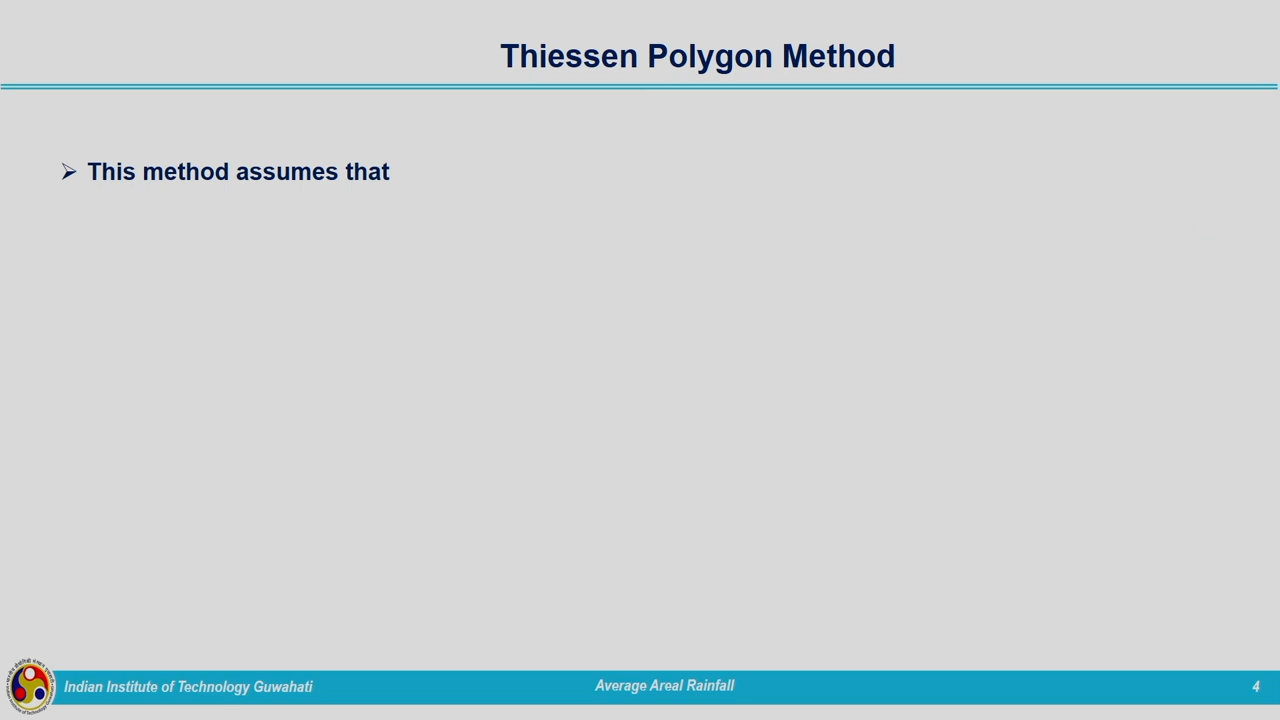 Thiessen Polygon Method
➢ This method assumes that
Indian Institute of Technology Guwahati
Average Areal Rainfall
4